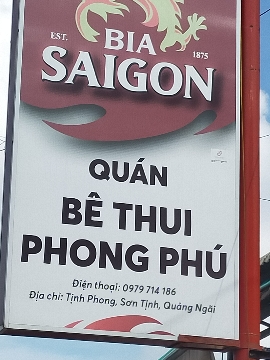 BIA
EST. 1875
SAIGON
QUÁN
BÊ THUI
PHONG PHÚ
Điện thoại: 0979 714 186
Địa chỉ: Tịnh Phong, Sơn Tịnh, Quảng Ngãi